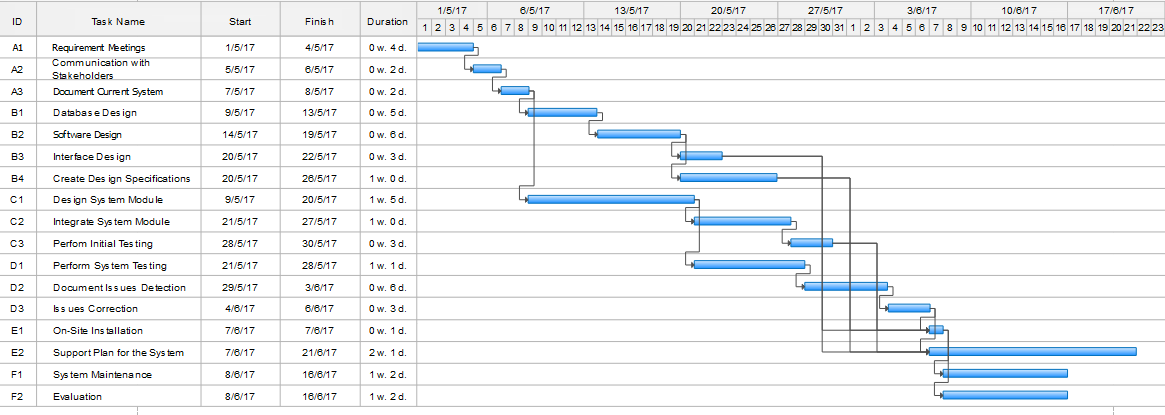 ID Task Name Start Finish Duration 1/5/17 6/5/17 13/5/17 20/5/17 27/5/17 3/6/17 10/6/17 17/6/17
1 2 3 4 5 6 7 8 9 10 11 12 13 14 15 16 17 18 19 20 21 22 23 24 25 26 27 28 29 30 31 1 2 3 4 5 6 7 8 9 10 11 12 13 14 15 16 17 18 19 20 21 22 23
A1 Requirement Meetings 1/5/17 4/5/17 0 w. 4 d.
A2 Communication with
Stakeholders 5/5/17 6/5/17 0 w. 2 d.
A3 Document Current System 7/5/17 8/5/17 0 w. 2 d.
B1 Database Design 9/5/17 13/5/17 0 w. 5 d.
B2 Software Design 14/5/17 19/5/17 0 w. 6 d.
B3 Interface Design 20/5/17 22/5/17 0 w. 3 d.
B4 Create Design Specifications 20/5/17 26/5/17 1 w. 0 d.
C1 Design System Module 9/5/17 20/5/17 1 w. 5 d.
C2 Integrate System Module 21/5/17 27/5/17 1 w. 0 d.
C3 Perfom Initial Testing 28/5/17 30/5/17 0 w. 3 d.
D1 Perform System Testing 21/5/17 28/5/17 1 w. 1 d.
D2 Document Issues Detection 29/5/17 3/6/17 0 w. 6 d.
D3 Issues Correction 4/6/17 6/6/17 0 w. 3 d.
E1 On-Site Installation 7/6/17 7/6/17 0 w. 1 d.
E2 Support Plan for the System 7/6/17 21/6/17 2 w. 1 d.
F1 System Maintenance 8/6/17 16/6/17 1 w. 2 d.
F2 Evaluation 8/6/17 16/6/17 1 w. 2 d.